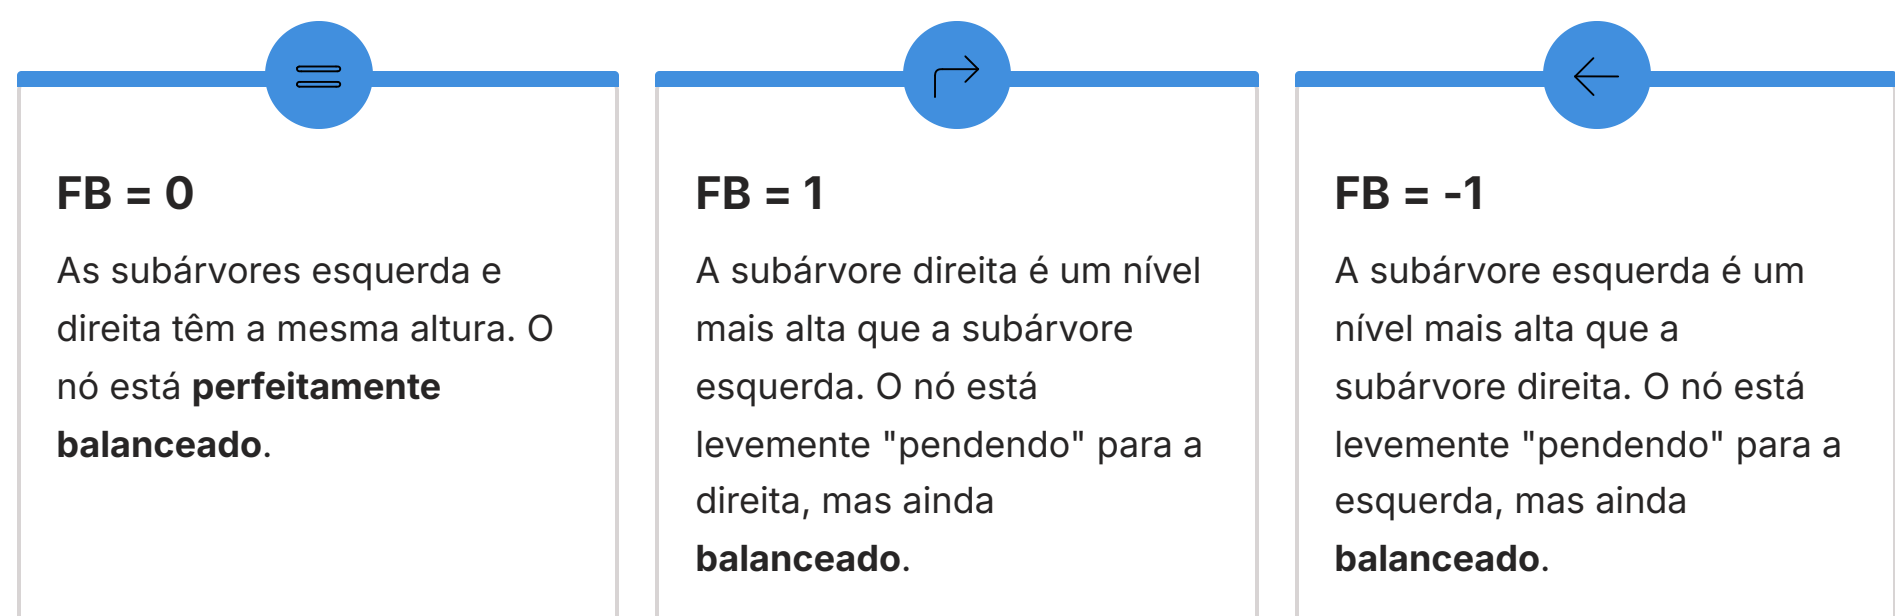 FB = 0
As subárvores esquerda e
direita têm a mesma altura. O
nó está perfeitamente
balanceado.
FB = 1
A subárvore direita é um nível
mais alta que a subárvore
esquerda. O nó está
levemente "pendendo" para a
direita, mas ainda
balanceado.
FB = -1
A subárvore esquerda é um
nível mais alta que a
subárvore direita. O nó está
levemente "pendendo" para a
esquerda, mas ainda
balanceado.